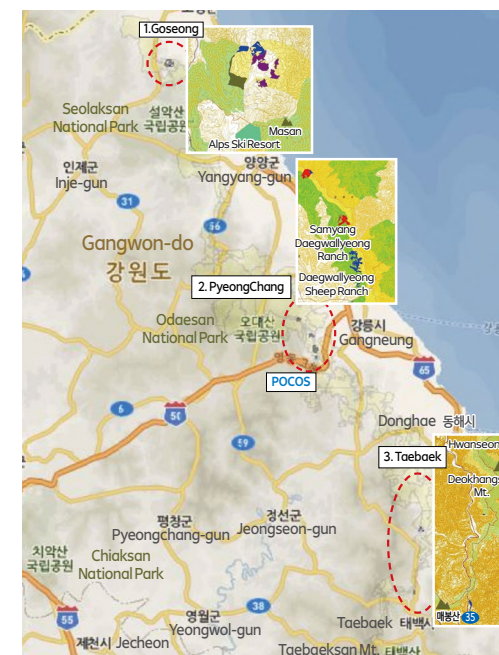 1.Goseong
Seolaksan
National Park
설악산
국립공원
Masan
Alps Ski Resort
인제군
Inje-gun
양양군
Yangyang-gun
31
56
Gangwon-do
강원도
Samyang
Daegwallyeong
Ranch
Daegwallyeong
Sheep Ranch
2. PyeongChang
Odaesan
National Park
오대산
국립공원
강릉시
Gangneung
POCOS
65
6
50
59
Donghae 동해시
3. Taebaek
Hwanseon
Deokhang
Mt.
평창군
Pyeongchang-gun
정선군
Jeongseon-gun
치악산
국립공원
Chiaksan
National Park
매봉산 35
38
55
영월군
Yeongwol-gun
제천시 Jecheon
Taebaek 태백시
Taebaeksan Mt. 태백산